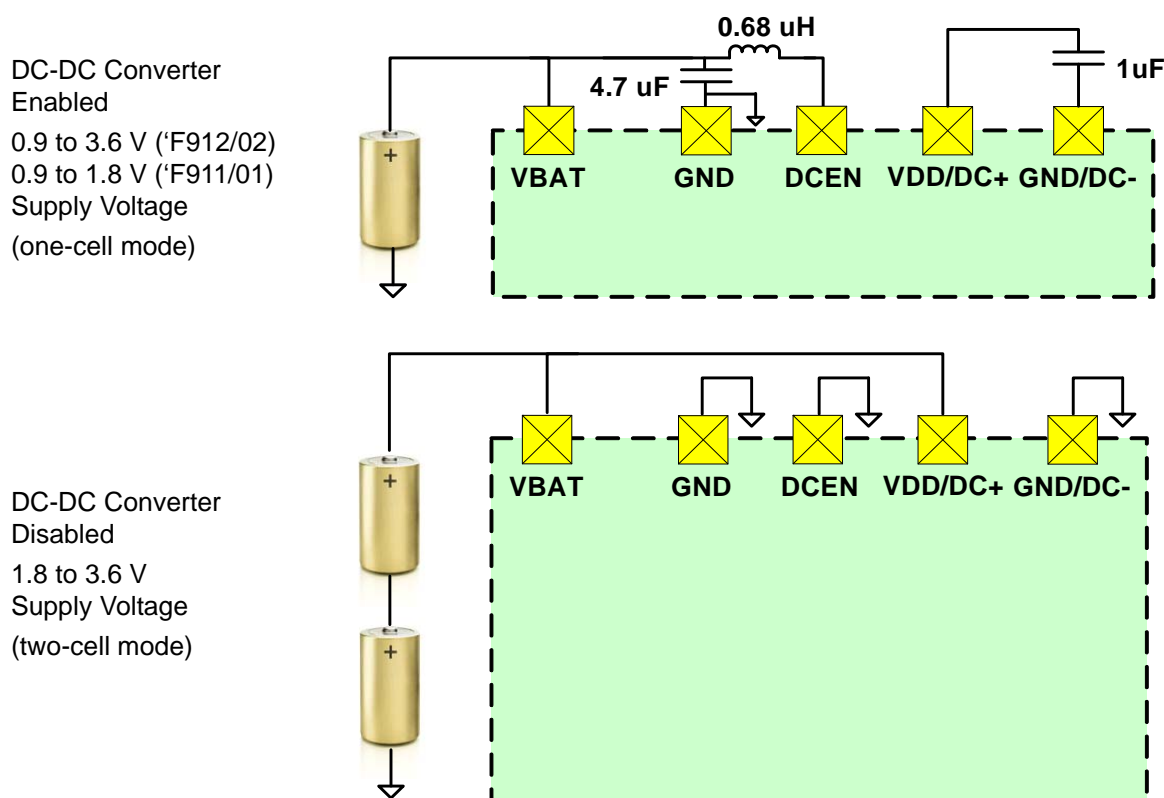 DC-DC Converter
Enabled
0.9 to 3.6 V (‘F912/02)
0.9 to 1.8 V (‘F911/01)
Supply Voltage
(one-cell mode)
0.68 uH
4.7 uF
1uF
+
VBAT
GND
DCEN
VDD/DC+
GND/DC-
DC-DC Converter
Disabled
1.8 to 3.6 V
Supply Voltage
(two-cell mode)
+
+
VBAT
GND
DCEN
VDD/DC+
GND/DC-